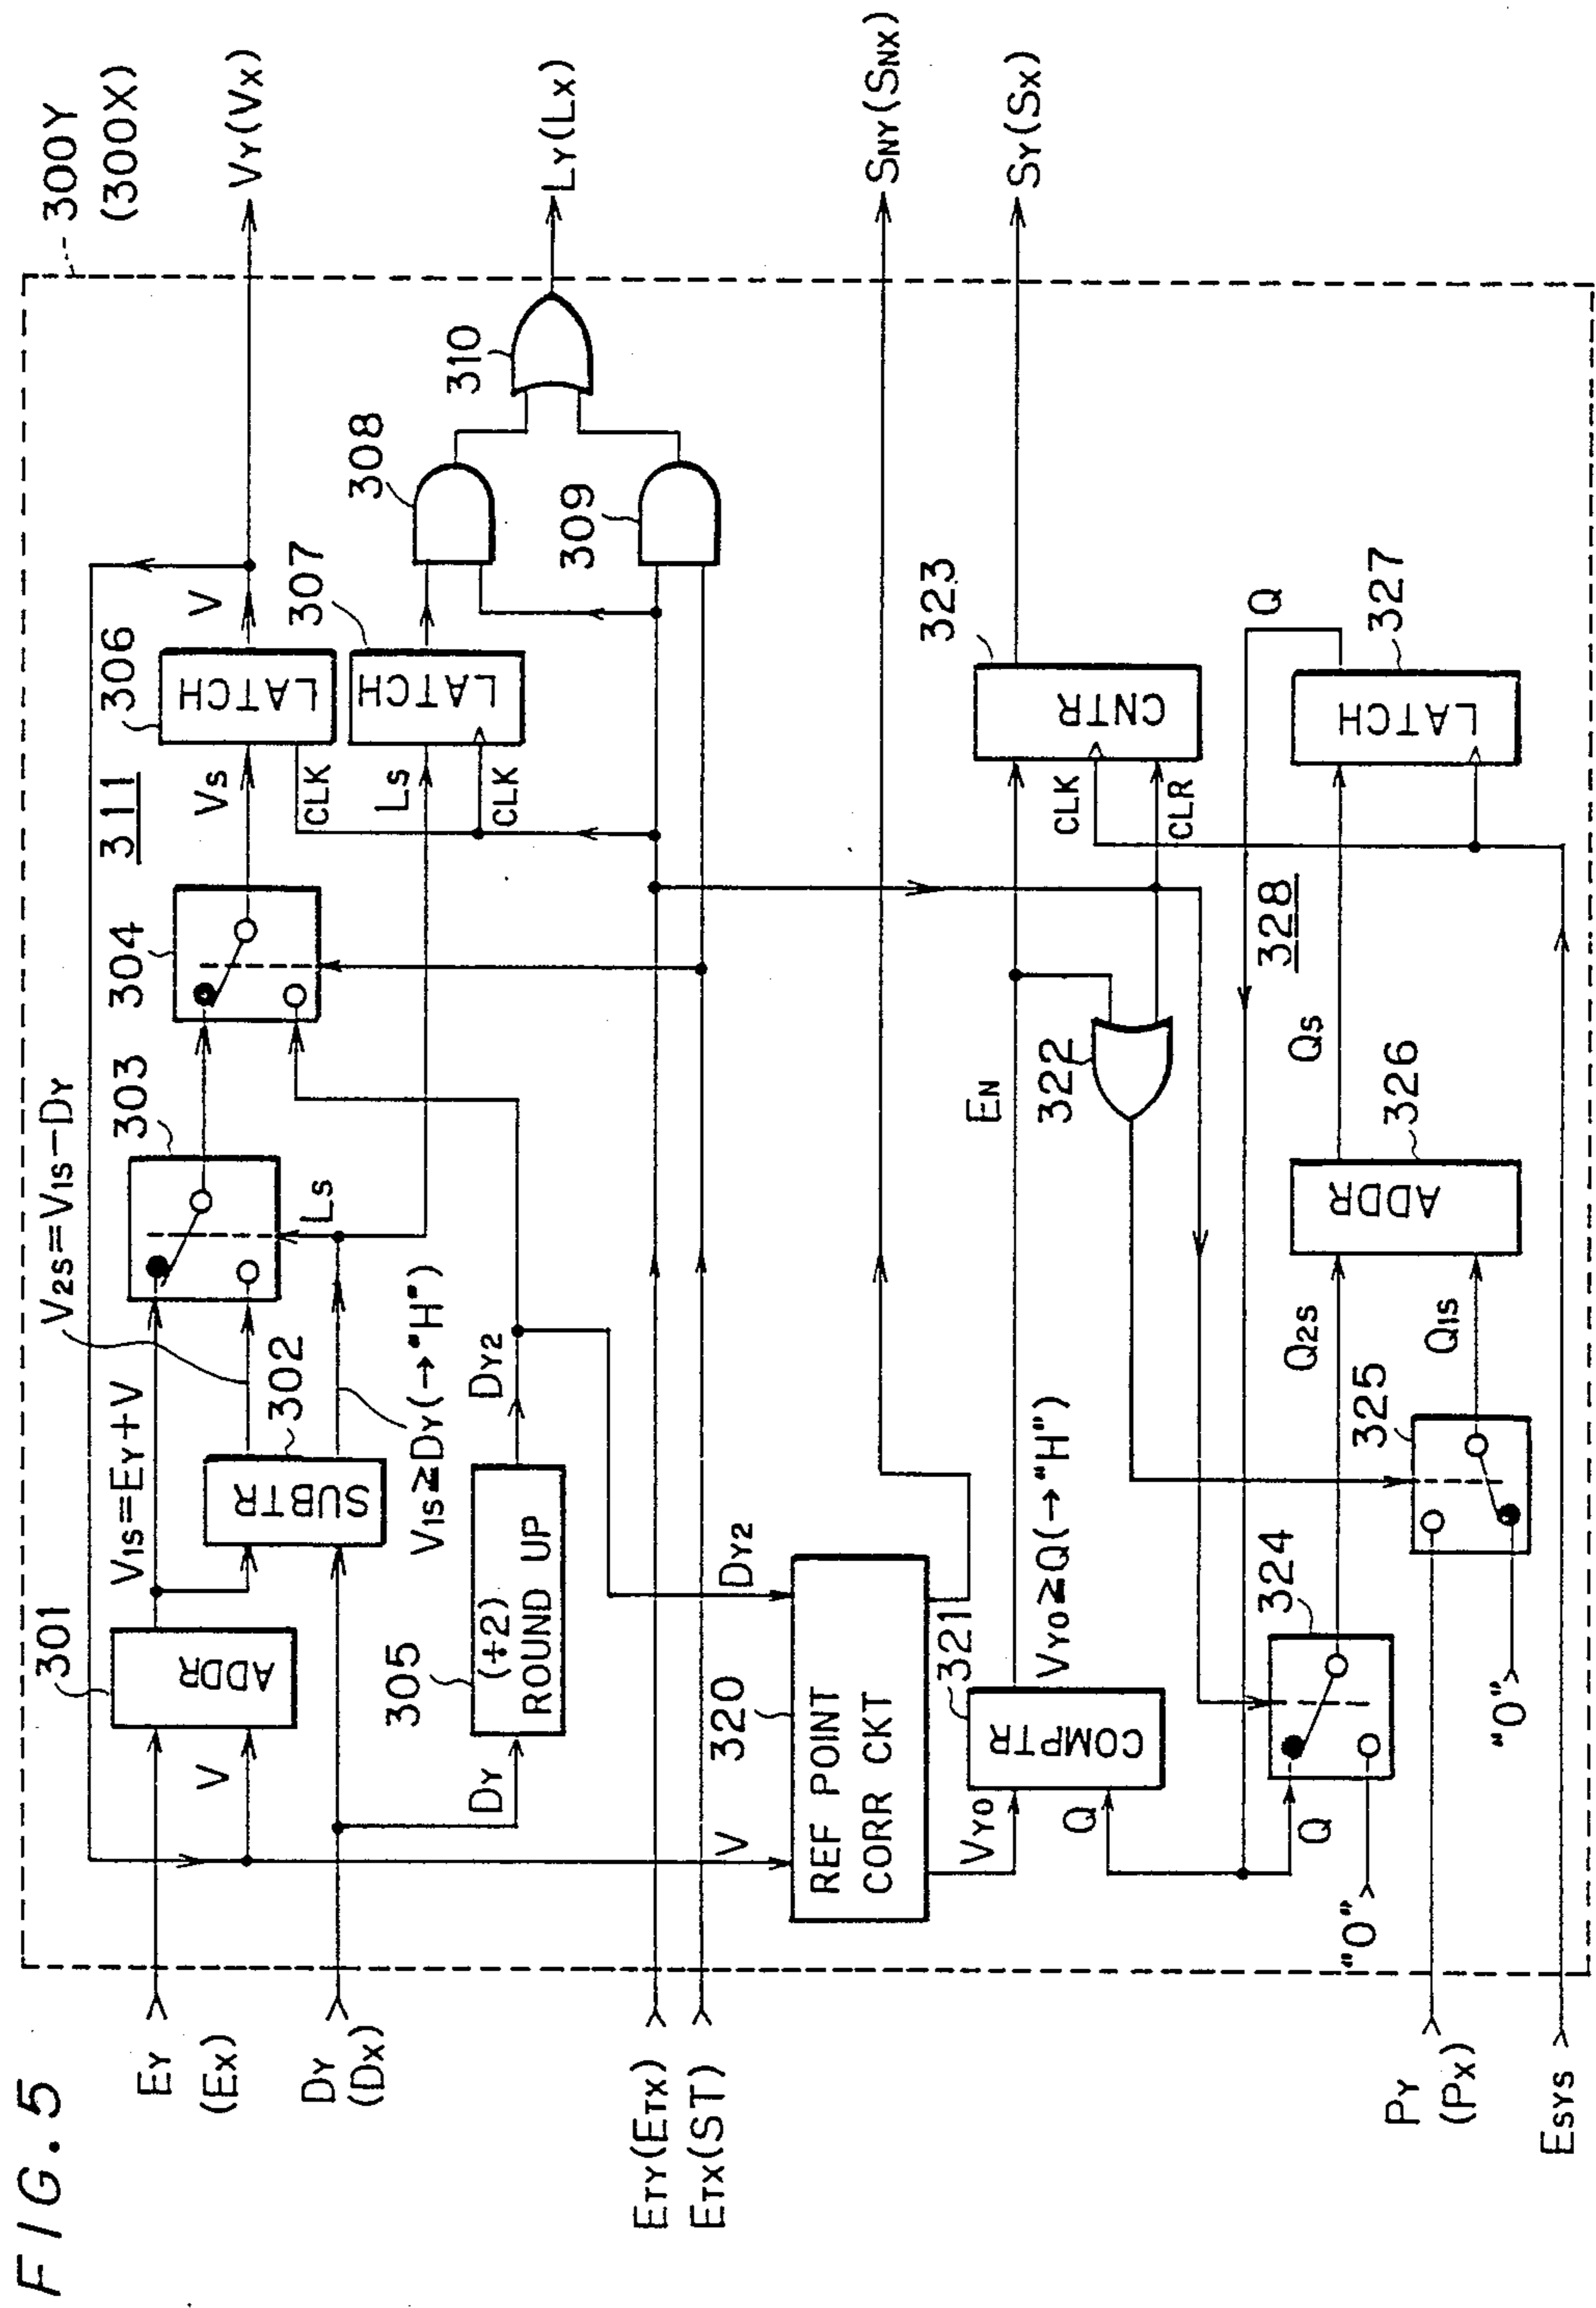 FIG. 5
300Y
(300X)
EY
(EX)
DY
(DX)
ETY(ETX)
ETX(ST)
PY
(PX)
ESYS
VY(VX)
LY(LX)
SNY(SNX)
SY(SX)
301
ADDR
V
V1S=EY+V
V2S=V1S−DY
302
SUBTR
V1S≧DY(→"H")
303
LS
304
VS
311
306
LATCH
CLK
V
307
LATCH
LS
CLK
308
309
310
305
(÷2)
ROUND UP
DY
DY2
V
DY2
320
REF POINT
CORR CKT
VY0
Q
321
COMPTR
VY0≧Q(→"H")
EN
322
323
CNTR
CLK
CLR
324
Q
"0"
325
"0"
Q2S
Q1S
326
ADDR
QS
328
327
LATCH
Q